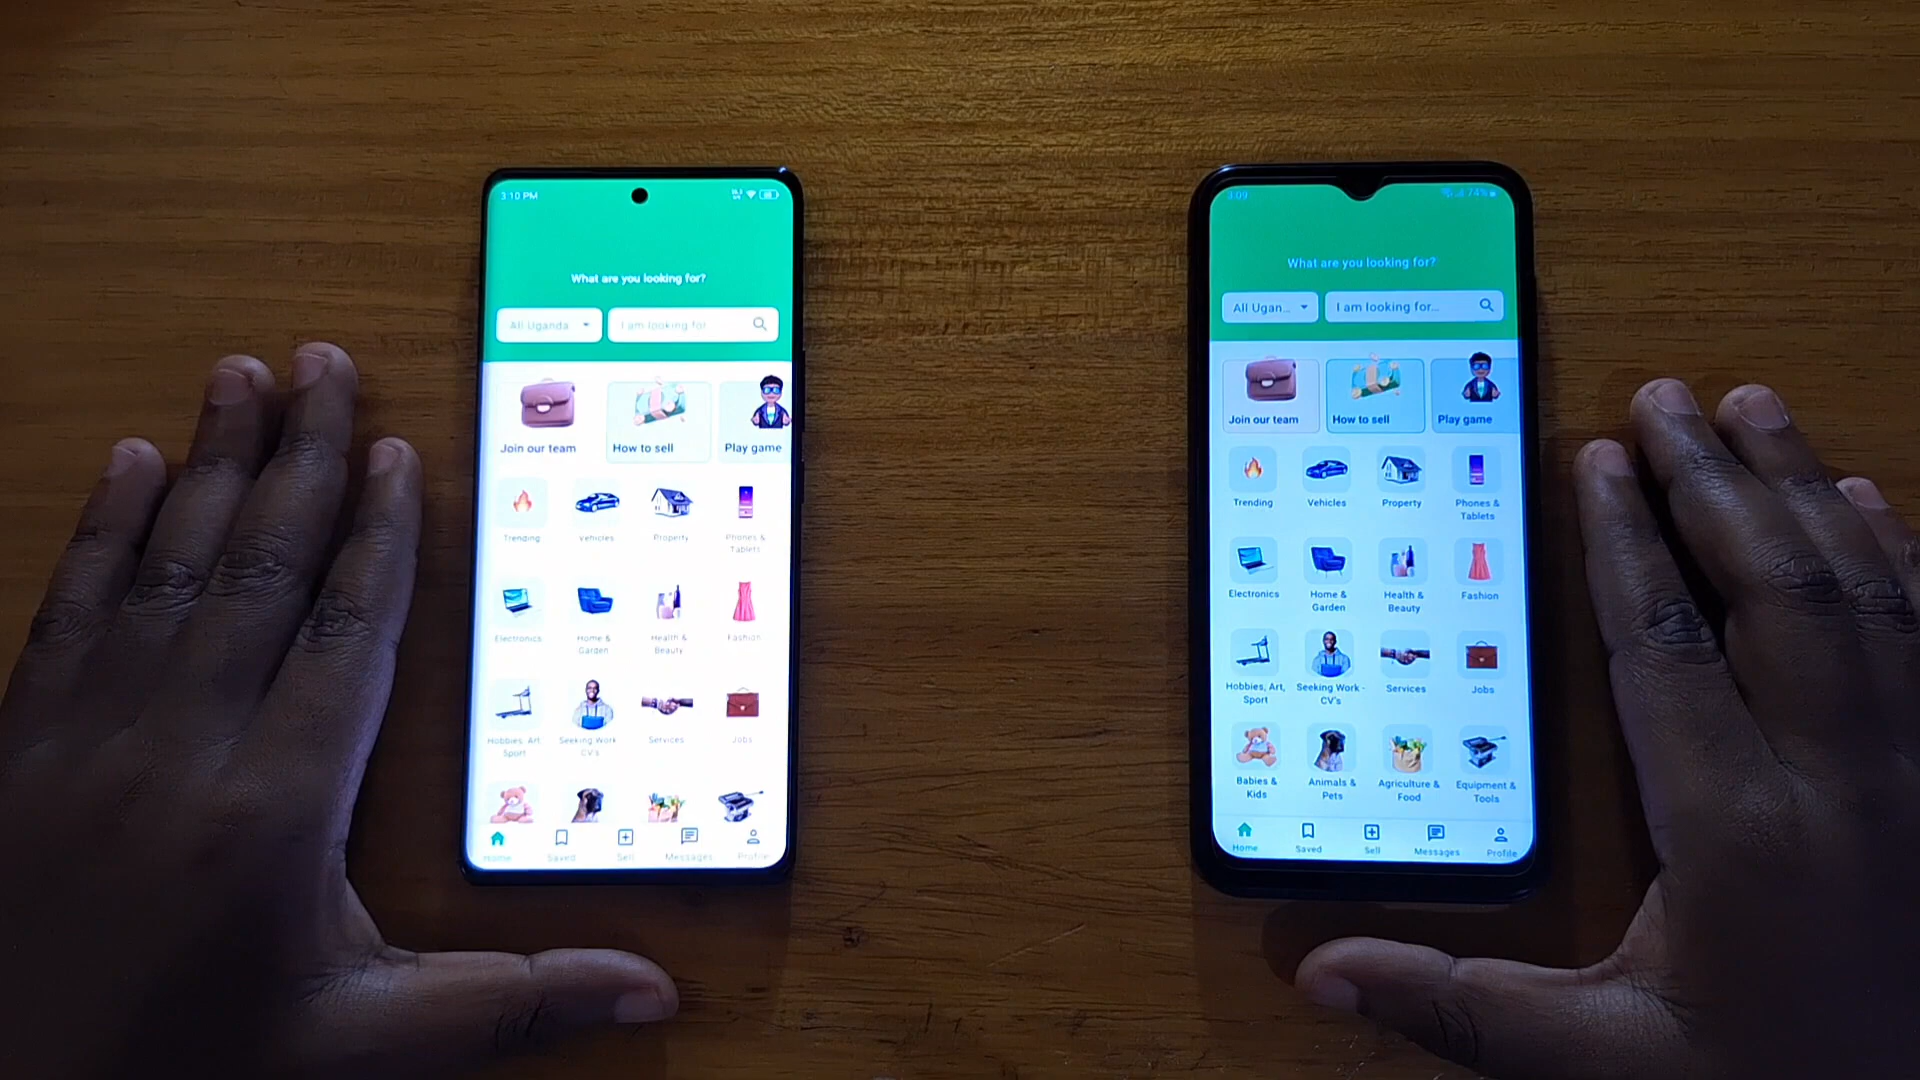 3:10 PM
What are you looking for?
All Uganda
I am looking for
Join our team
How to sell
Play game
Trending
Vehicles
Property
Phones &
Tablets
Electronics
Home &
Garden
Health &
Beauty
Fashion
Hobbies, Art,
Sport
Seeking Work
CV's
Services
Jobs
Home
Saved
Sell
Messages
Profile
3:09
74%
What are you looking for?
All Ugan...
I am looking for...
Join our team
How to sell
Play game
Trending
Vehicles
Property
Phones &
Tablets
Electronics
Home &
Garden
Health &
Beauty
Fashion
Hobbies, Art,
Sport
Seeking Work -
CV's
Services
Jobs
Babies &
Kids
Animals &
Pets
Agriculture &
Food
Equipment &
Tools
Home
Saved
Sell
Messages
Profile